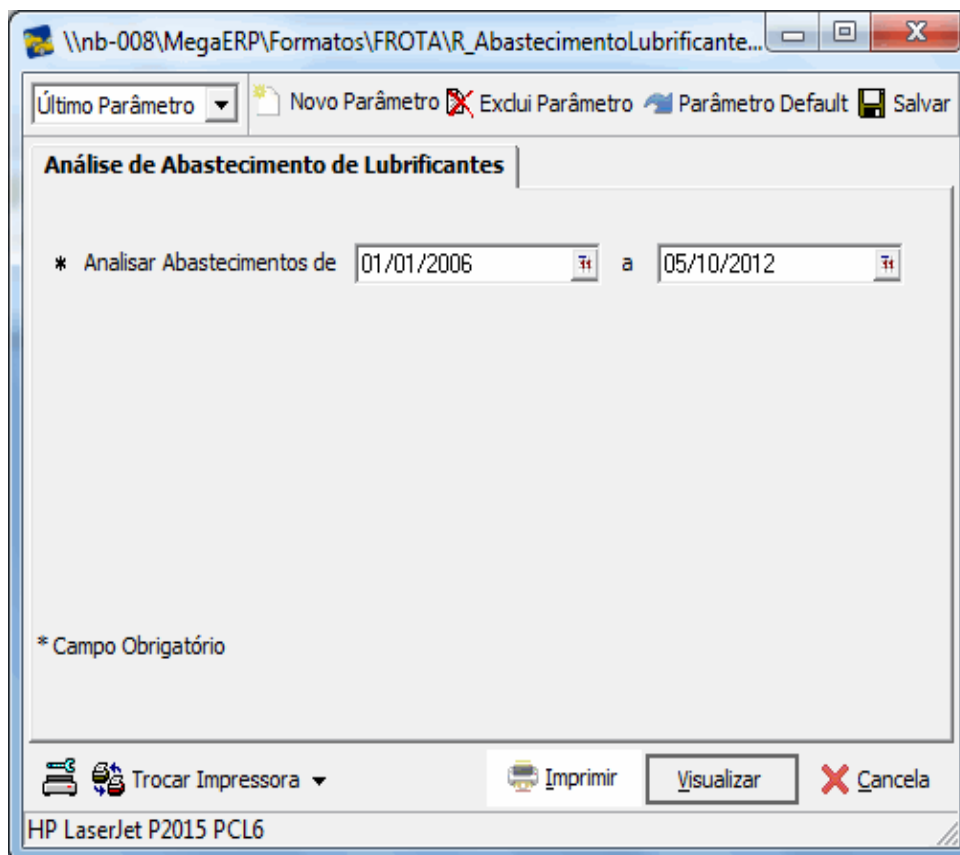 \\nb-008\MegaERP\Formatos\FROTA\R_AbastecimentoLubrificante...
Último Parâmetro Novo Parâmetro Exclui Parâmetro Parâmetro Default Salvar
Análise de Abastecimento de Lubrificantes
* Analisar Abastecimentos de 01/01/2006 a 05/10/2012
* Campo Obrigatório
Trocar Impressora Imprimir Visualizar Cancela
HP LaserJet P2015 PCL6